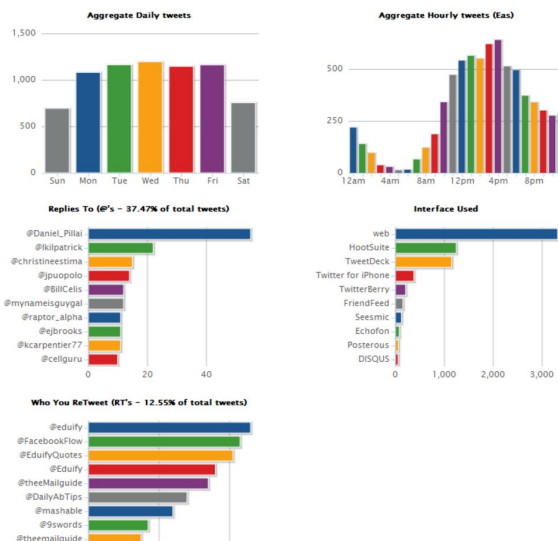 Aggregate Daily tweets
1,500
1,000
500
0
Sun Mon Tue Wed Thu Fri Sat
Aggregate Hourly tweets (Eas)
500
250
0
12am 4am 8am 12pm 4pm 8pm
Replies To (@'s - 37.47% of total tweets)
@Daniel_Pillai
@lkilpatrick
@christineestima
@jpuopolo
@BillCelis
@mynameisguygal
@raptor_alpha
@ejbrooks
@kcarpentier77
@cellguru
0 20 40
Interface Used
web
HootSuite
TweetDeck
Twitter for iPhone
TwitterBerry
FriendFeed
Seesmic
Echofon
Posterous
DISQUS
0 1,000 2,000 3,000
Who You ReTweet (RT's - 12.55% of total tweets)
@eduify
@FacebookFlow
@EduifyQuotes
@Eduify
@theeMailguide
@DailyAbTips
@mashable
@9swords
@theemailguide